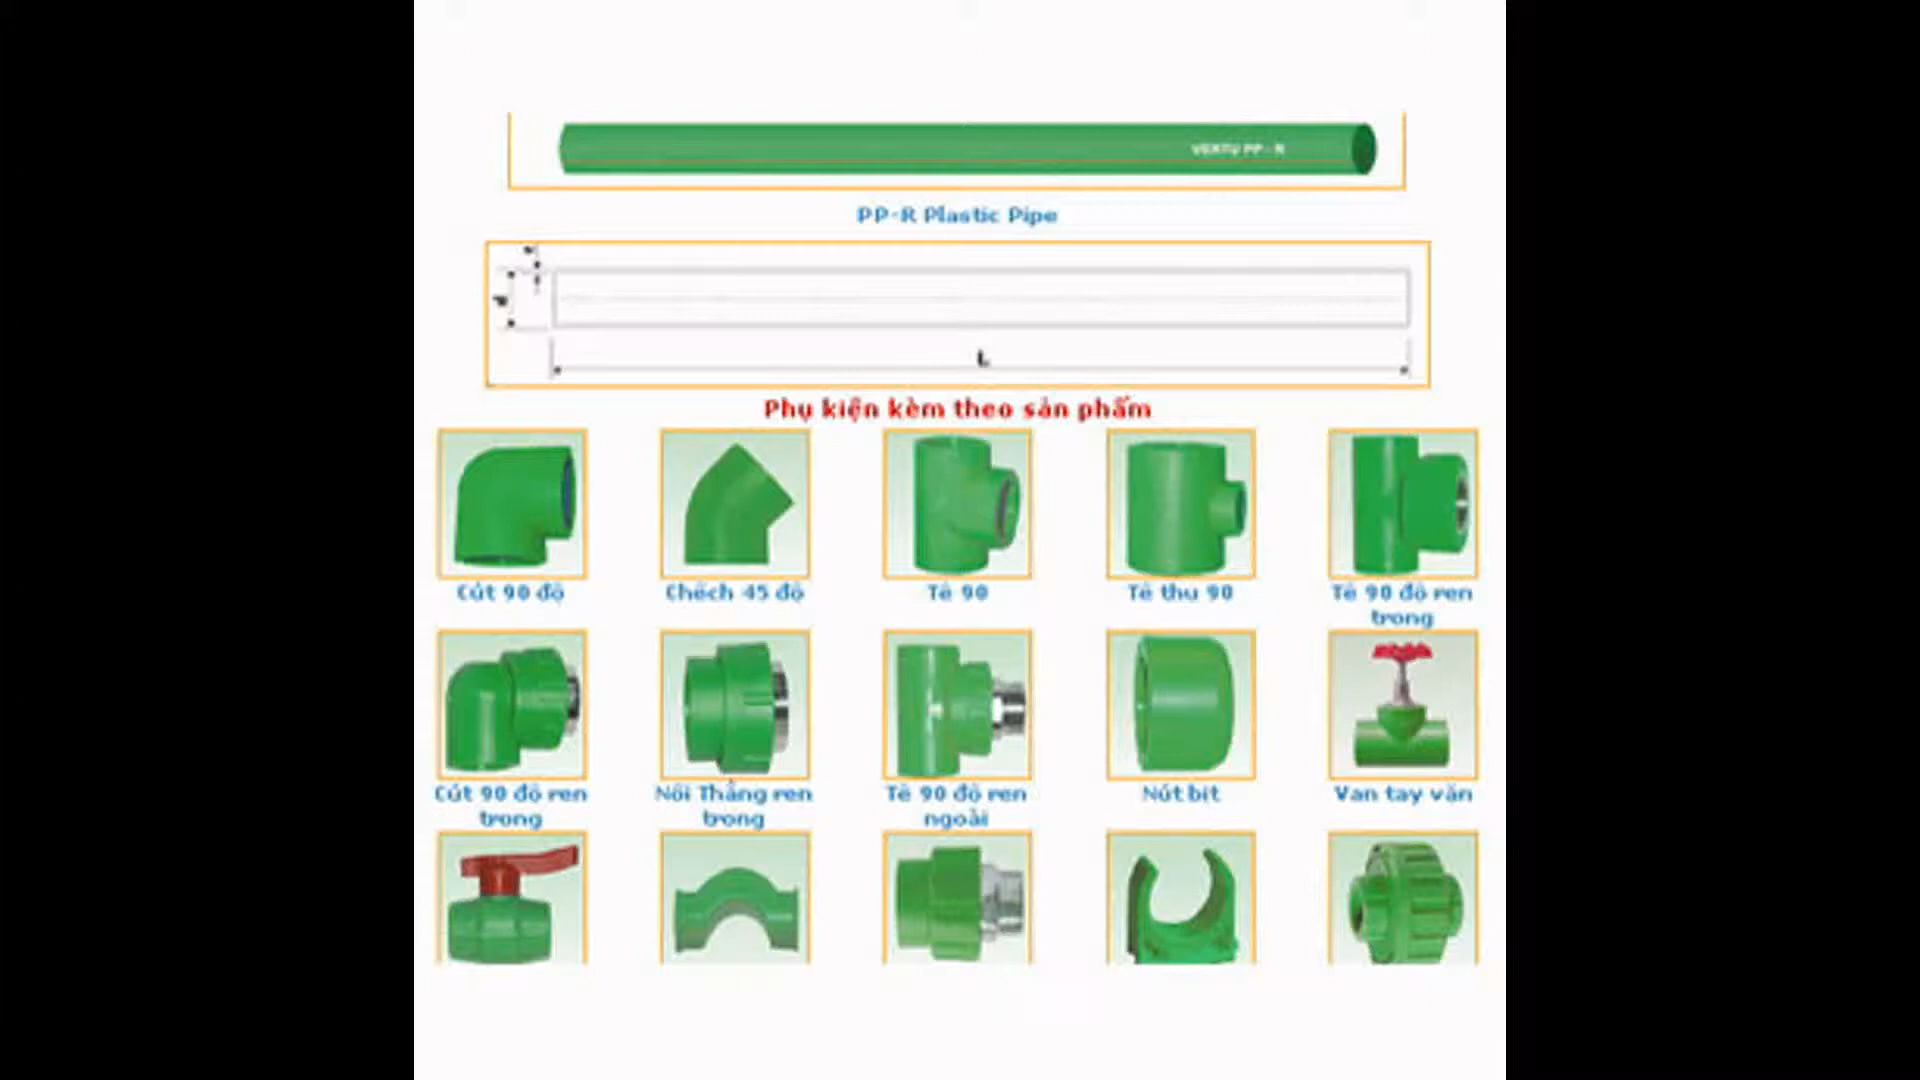 VERTU PP - R
PP-R Plastic Pipe
e
d
L
Phụ kiện kèm theo sản phẩm
Cút 90 độ
Chếch 45 độ
Tê 90
Tê thu 90
Tê 90 độ ren
trong
Cút 90 độ ren
trong
Nối Thẳng ren
trong
Tê 90 độ ren
ngoài
Nút bịt
Van tay vặn